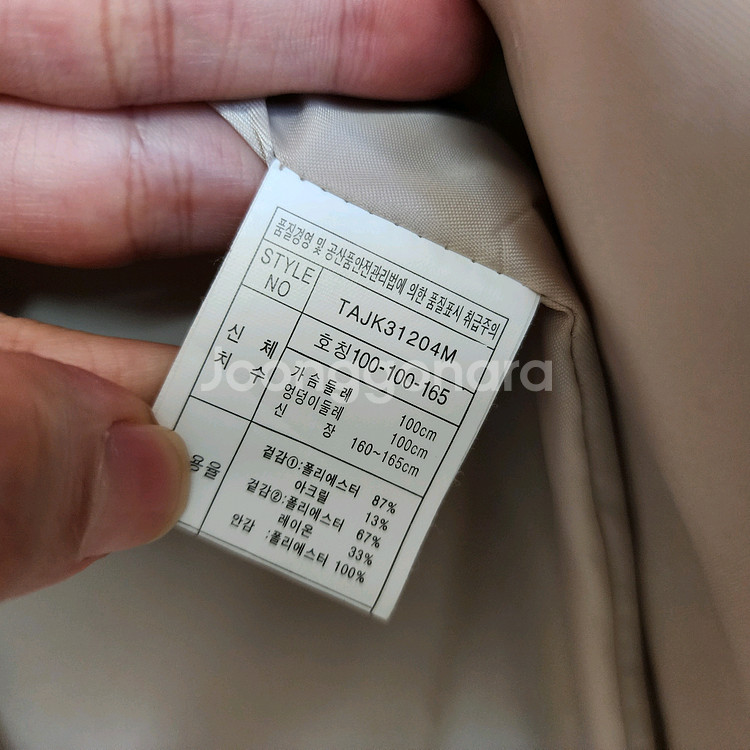 품질경영 및 공산품안전관리법에 의한 품질표시 취급주의
STYLE NO TAJK31204M
신체 치수
호칭100-100-165
가슴둘레 100cm
엉덩이둘레 100cm
신 장 160~165cm
용율
겉감①:폴리에스터 87%
아크릴 13%
겉감②:폴리에스터 67%
레이온 33%
안감 :폴리에스터 100%
Joonggonara